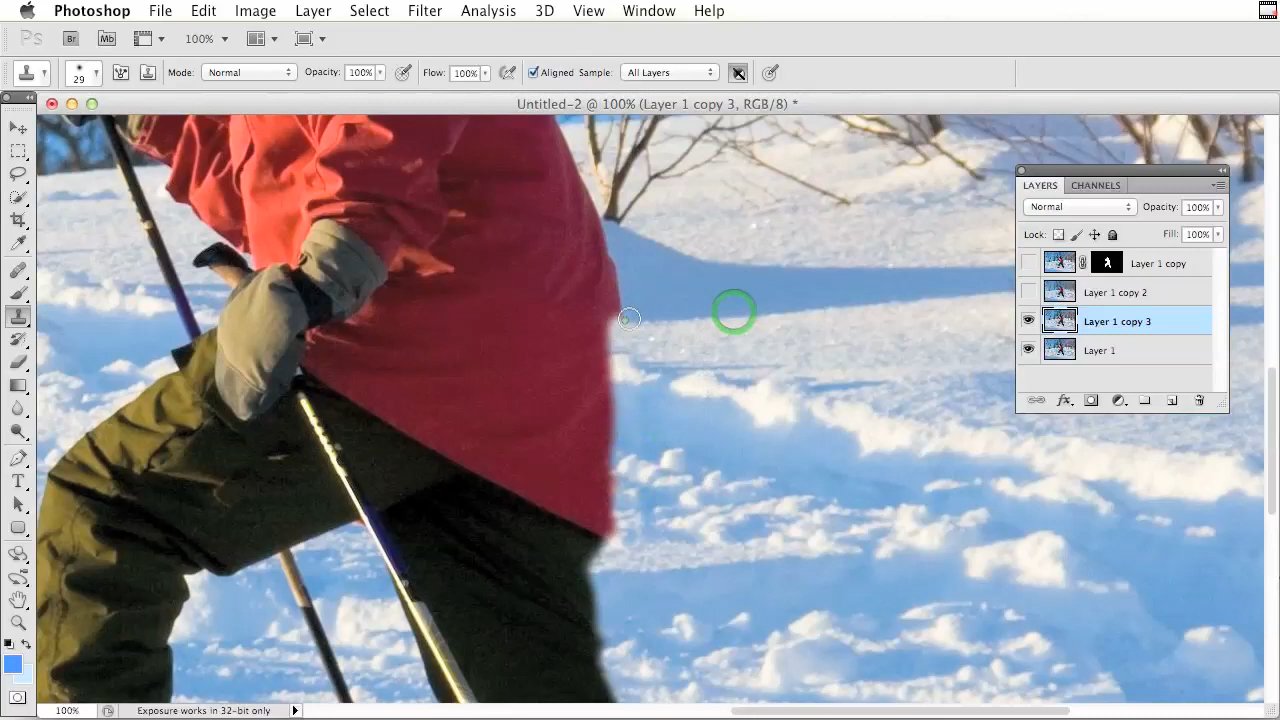 Photoshop File Edit Image Layer Select Filter Analysis 3D View Window Help
Ps Br Mb 100%
29 Mode: Normal Opacity: 100% Flow: 100% Aligned Sample: All Layers
Untitled-2 @ 100% (Layer 1 copy 3, RGB/8) *
LAYERS CHANNELS
Normal Opacity: 100%
Lock: Fill: 100%
Layer 1 copy
Layer 1 copy 2
Layer 1 copy 3
Layer 1
fx
T
100% Exposure works in 32-bit only